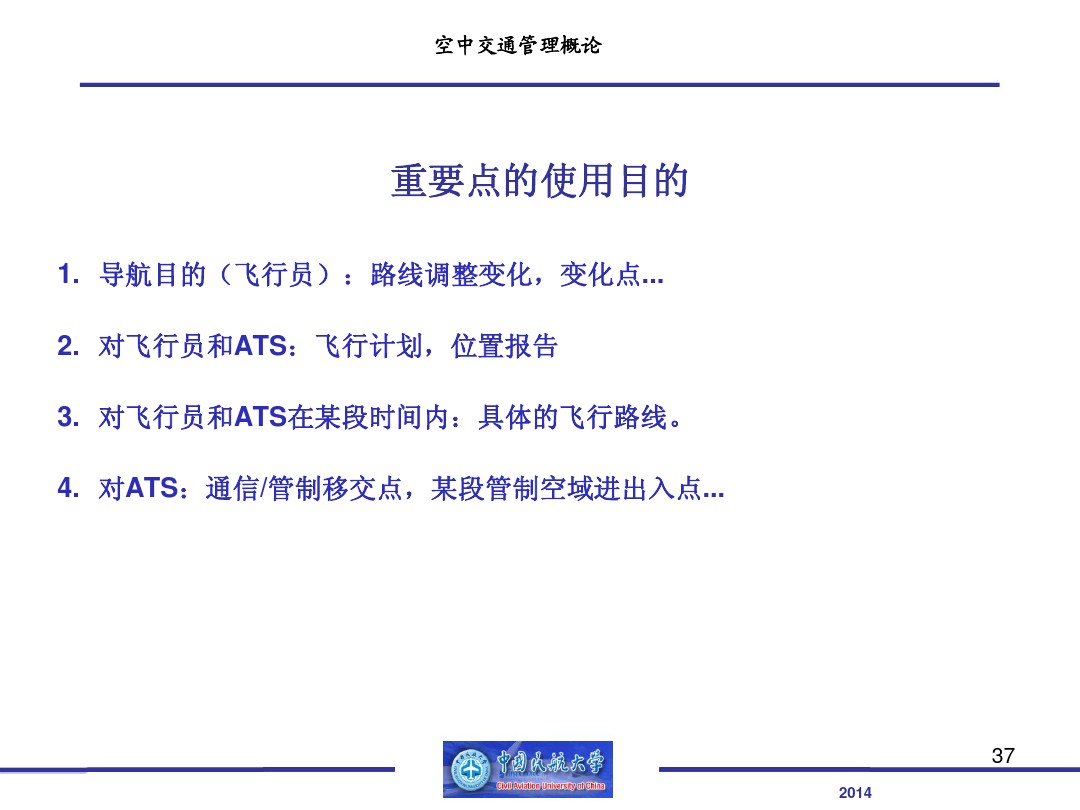 空中交通管理概论
重要点的使用目的
1. 导航目的（飞行员）：路线调整变化，变化点...
2. 对飞行员和ATS：飞行计划，位置报告
3. 对飞行员和ATS在某段时间内：具体的飞行路线。
4. 对ATS：通信/管制移交点，某段管制空域进出入点...
中国民航大学
Civil Aviation University of China
37
2014